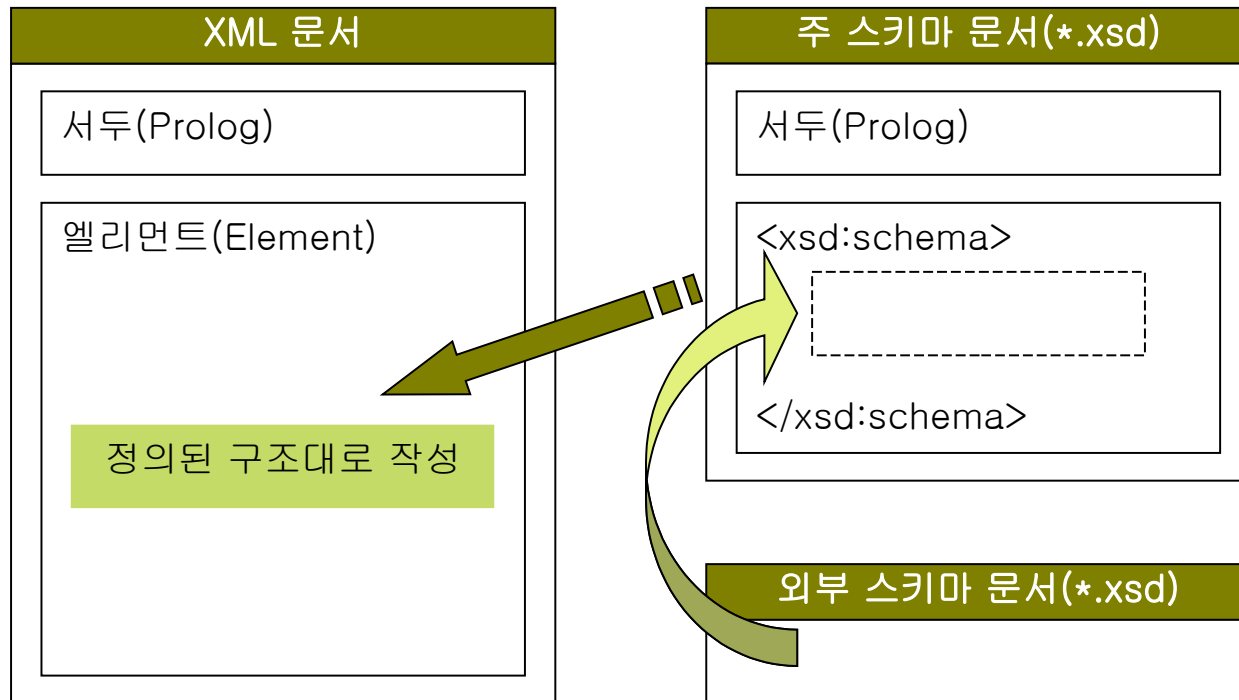 XML 문서
서두(Prolog)
엘리먼트(Element)
정의된 구조대로 작성
주 스키마 문서(*.xsd)
서두(Prolog)
<xsd:schema>
</xsd:schema>
외부 스키마 문서(*.xsd)